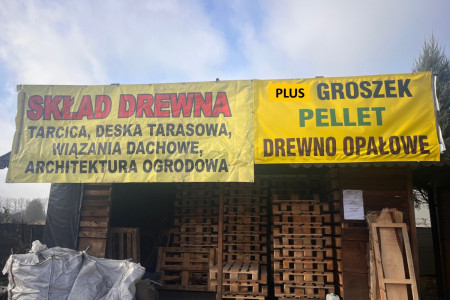 SKŁAD DREWNA
TARCICA, DESKA TARASOWA,
WIĄZANIA DACHOWE,
ARCHITEKTURA OGRODOWA
PLUS GROSZEK
PELLET
DREWNO OPAŁOWE